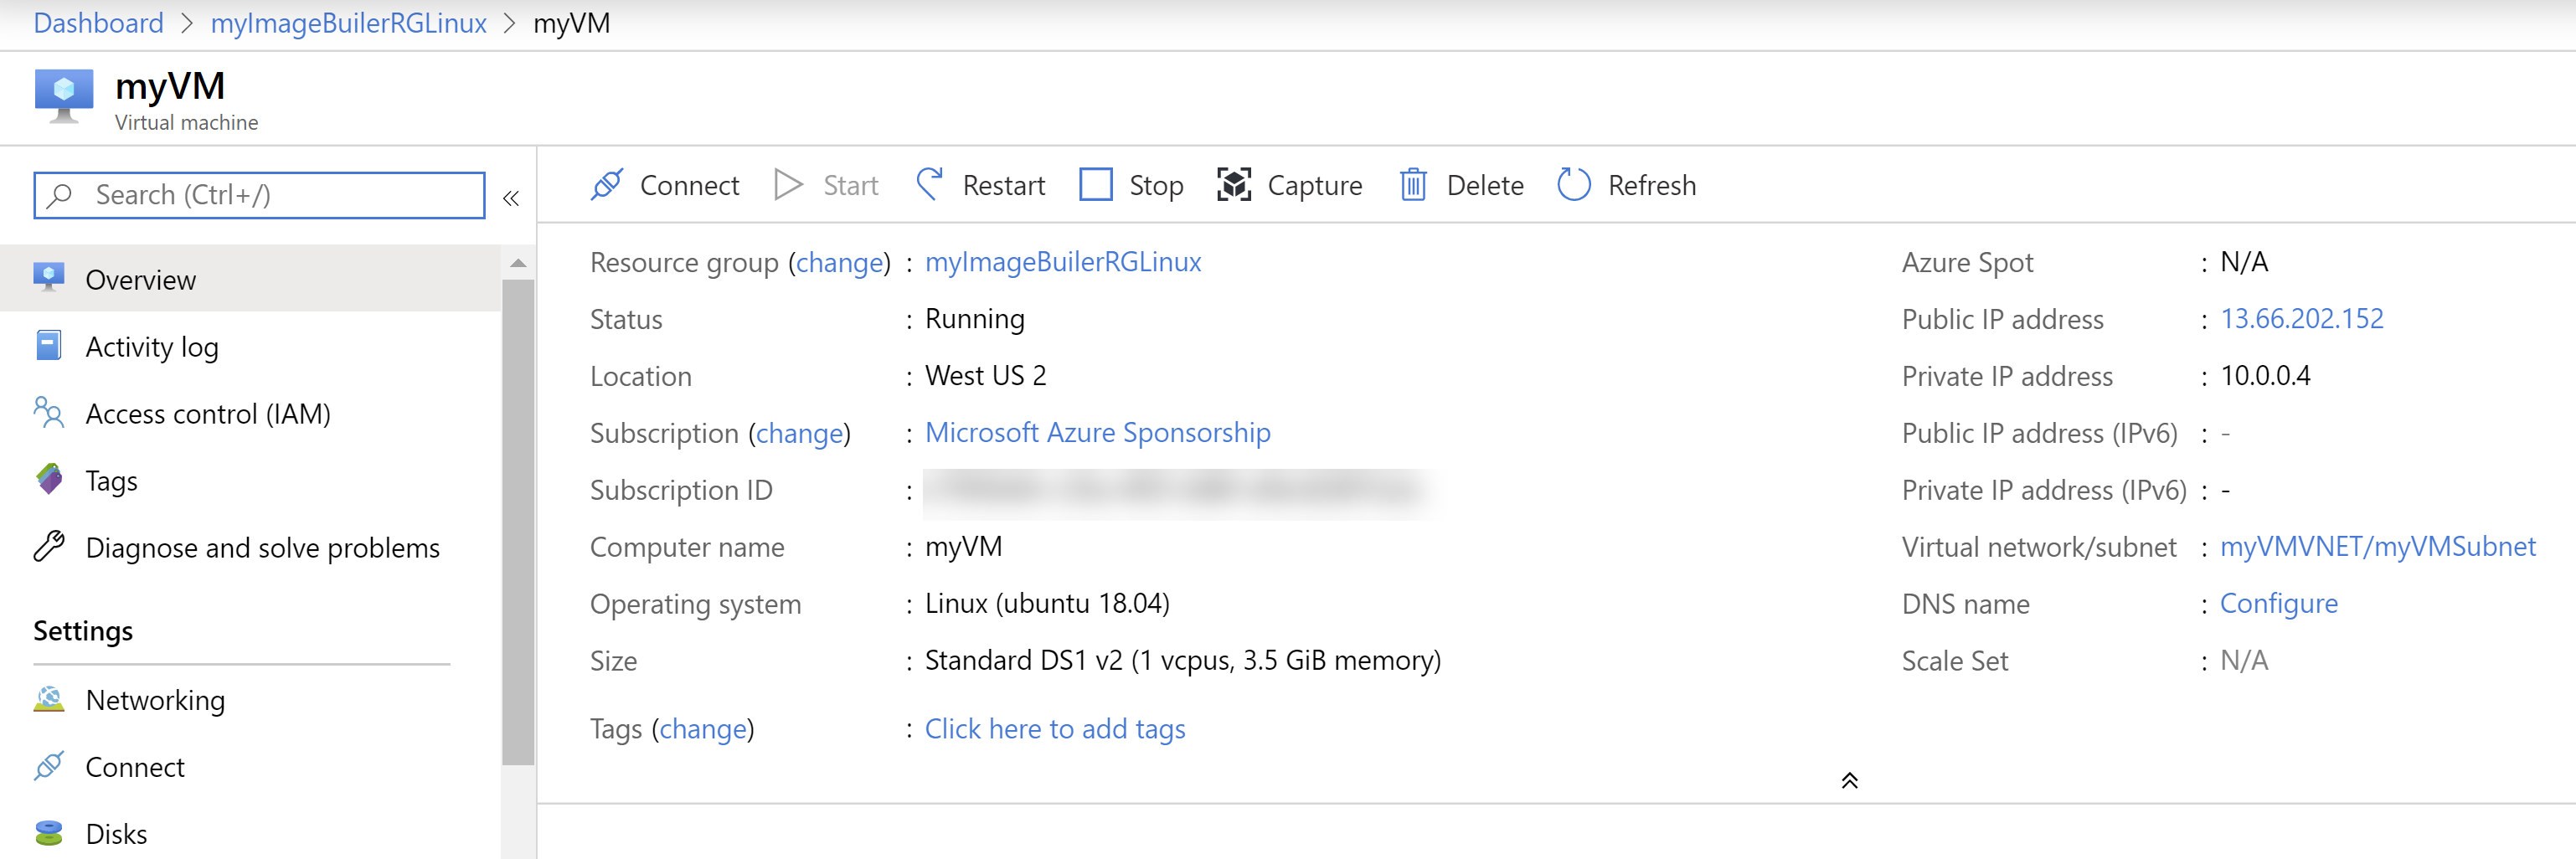 Dashboard > myImageBuilerRGLinux > myVM
myVM
Virtual machine
Search (Ctrl+/)
«
Overview
Activity log
Access control (IAM)
Tags
Diagnose and solve problems
Settings
Networking
Connect
Disks
Connect Start Restart Stop Capture Delete Refresh
Resource group (change) : myImageBuilerRGLinux
Status : Running
Location : West US 2
Subscription (change) : Microsoft Azure Sponsorship
Subscription ID :
Computer name : myVM
Operating system : Linux (ubuntu 18.04)
Size : Standard DS1 v2 (1 vcpus, 3.5 GiB memory)
Tags (change) : Click here to add tags
Azure Spot : N/A
Public IP address : 13.66.202.152
Private IP address : 10.0.0.4
Public IP address (IPv6) : -
Private IP address (IPv6) : -
Virtual network/subnet : myVMVNET/myVMSubnet
DNS name : Configure
Scale Set : N/A